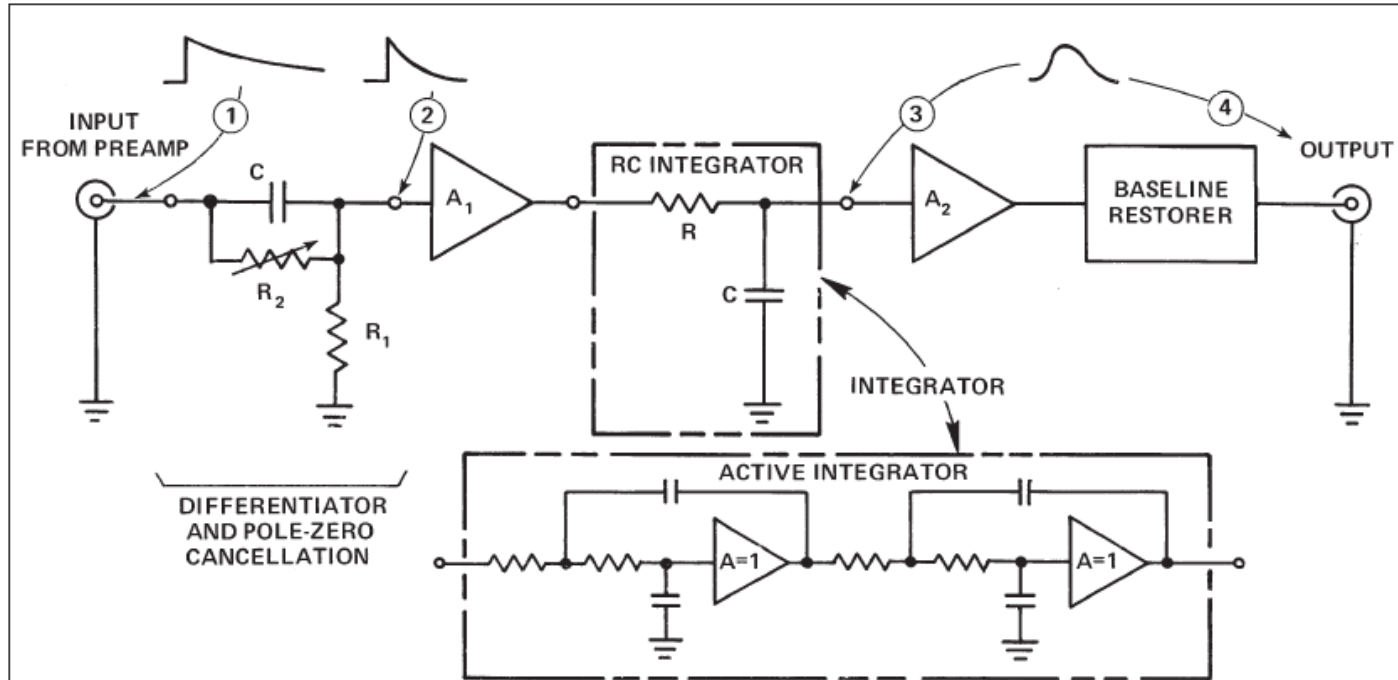 1
2
3
4
INPUT
FROM PREAMP
C
R2
R1
A1
RC INTEGRATOR
R
C
A2
BASELINE
RESTORER
OUTPUT
INTEGRATOR
DIFFERENTIATOR
AND POLE-ZERO
CANCELLATION
ACTIVE INTEGRATOR
A=1
A=1